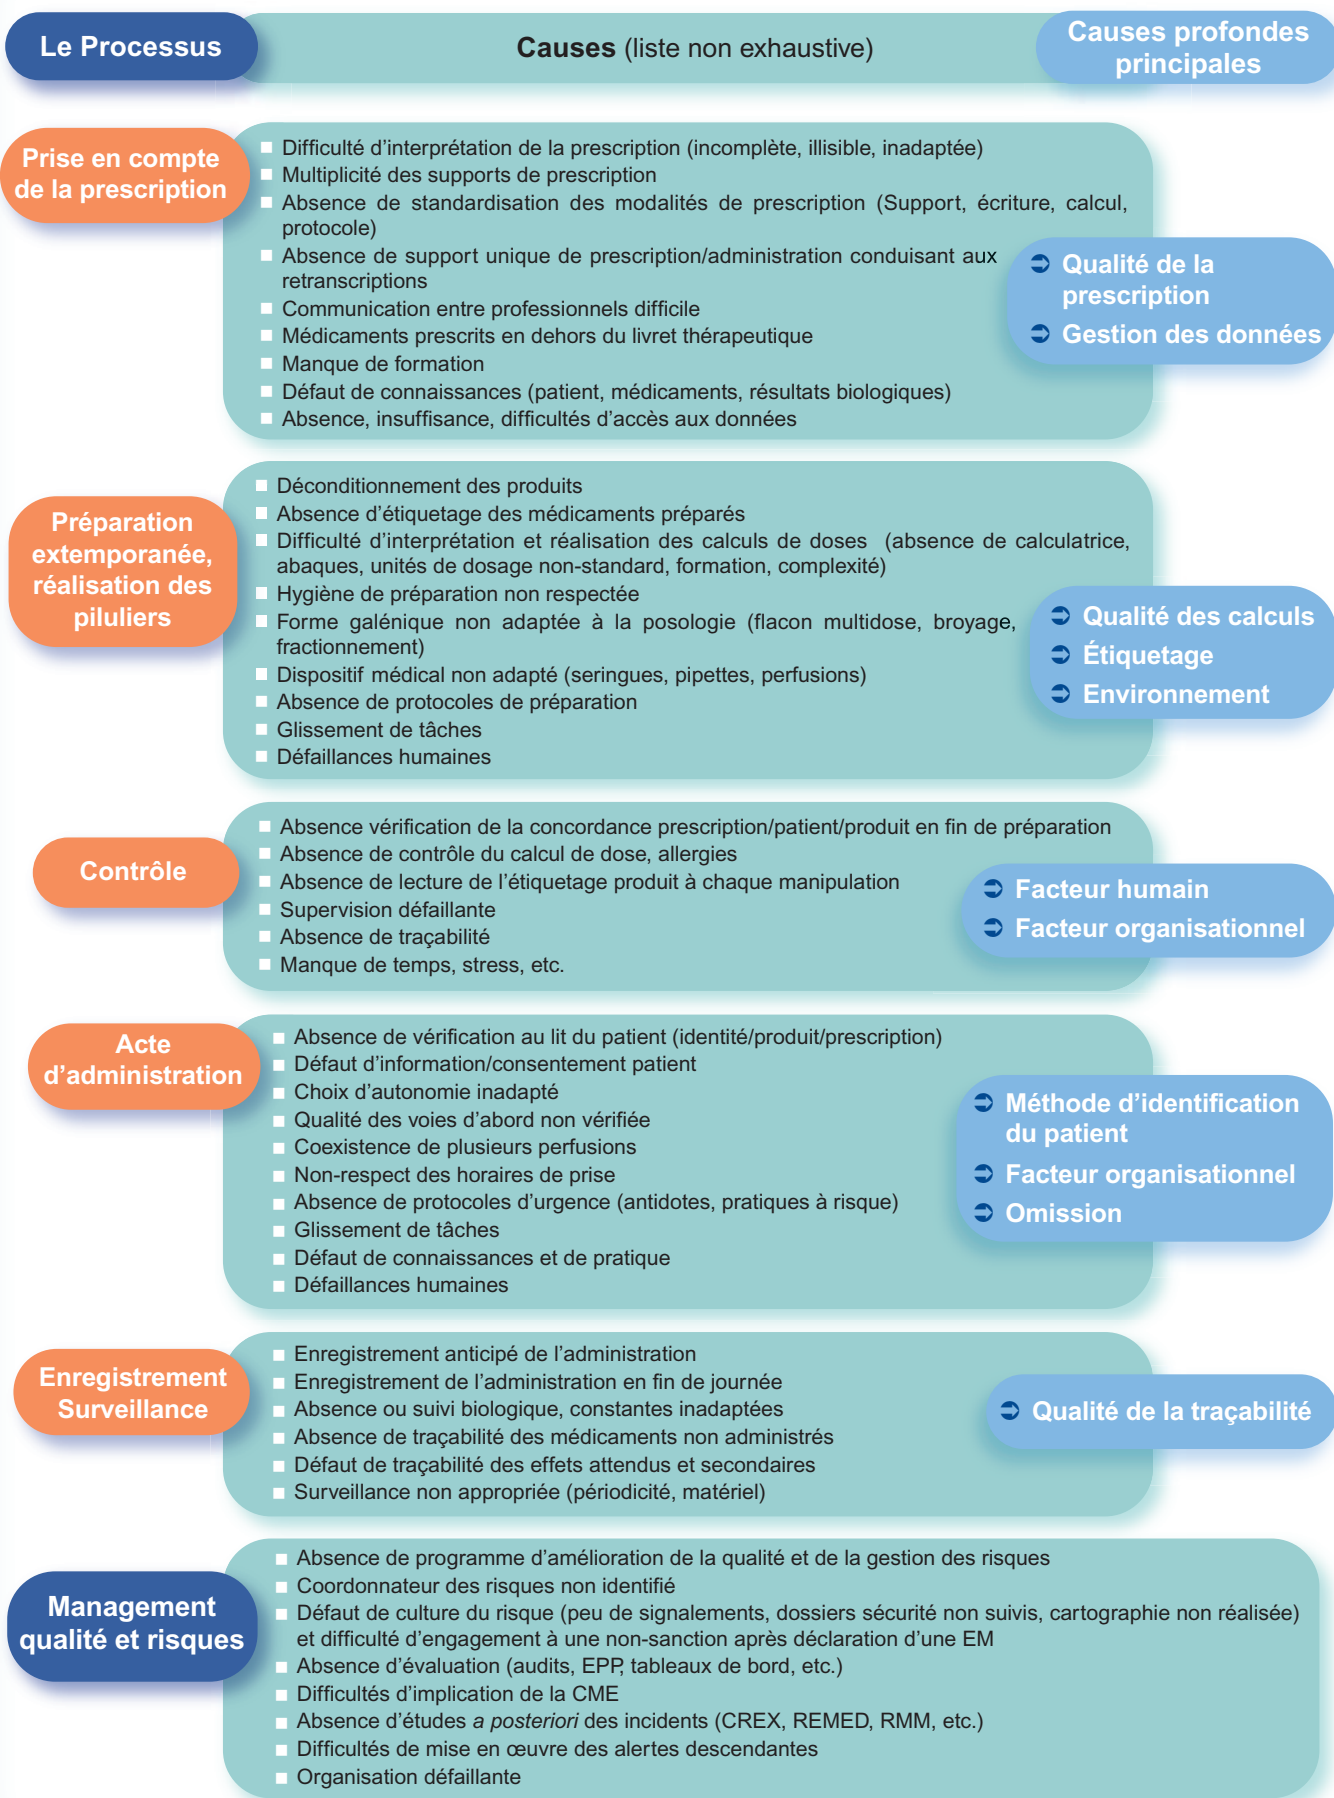 Le Processus
Causes (liste non exhaustive)
Causes profondes
principales
Prise en compte
de la prescription
Difficulté d’interprétation de la prescription (incomplète, illisible, inadaptée)
Multiplicité des supports de prescription
Absence de standardisation des modalités de prescription (Support, écriture, calcul,
protocole)
Absence de support unique de prescription/administration conduisant aux
retranscriptions
Communication entre professionnels difficile
Médicaments prescrits en dehors du livret thérapeutique
Manque de formation
Défaut de connaissances (patient, médicaments, résultats biologiques)
Absence, insuffisance, difficultés d’accès aux données
Qualité de la
prescription
Gestion des données
Préparation
extemporanée,
réalisation des
piluliers
Déconditionnement des produits
Absence d’étiquetage des médicaments préparés
Difficulté d’interprétation et réalisation des calculs de doses (absence de calculatrice,
abaques, unités de dosage non-standard, formation, complexité)
Hygiène de préparation non respectée
Forme galénique non adaptée à la posologie (flacon multidose, broyage,
fractionnement)
Dispositif médical non adapté (seringues, pipettes, perfusions)
Absence de protocoles de préparation
Glissement de tâches
Défaillances humaines
Qualité des calculs
Étiquetage
Environnement
Contrôle
Absence vérification de la concordance prescription/patient/produit en fin de préparation
Absence de contrôle du calcul de dose, allergies
Absence de lecture de l’étiquetage produit à chaque manipulation
Supervision défaillante
Absence de traçabilité
Manque de temps, stress, etc.
Facteur humain
Facteur organisationnel
Acte
d’administration
Absence de vérification au lit du patient (identité/produit/prescription)
Défaut d’information/consentement patient
Choix d’autonomie inadapté
Qualité des voies d’abord non vérifiée
Coexistence de plusieurs perfusions
Non-respect des horaires de prise
Absence de protocoles d’urgence (antidotes, pratiques à risque)
Glissement de tâches
Défaut de connaissances et de pratique
Défaillances humaines
Méthode d’identification
du patient
Facteur organisationnel
Omission
Enregistrement
Surveillance
Enregistrement anticipé de l’administration
Enregistrement de l’administration en fin de journée
Absence ou suivi biologique, constantes inadaptées
Absence de traçabilité des médicaments non administrés
Défaut de traçabilité des effets attendus et secondaires
Surveillance non appropriée (périodicité, matériel)
Qualité de la traçabilité
Management
qualité et risques
Absence de programme d’amélioration de la qualité et de la gestion des risques
Coordonnateur des risques non identifié
Défaut de culture du risque (peu de signalements, dossiers sécurité non suivis, cartographie non réalisée)
et difficulté d’engagement à une non-sanction après déclaration d’une EM
Absence d’évaluation (audits, EPP, tableaux de bord, etc.)
Difficultés d’implication de la CME
Absence d’études a posteriori des incidents (CREX, REMED, RMM, etc.)
Difficultés de mise en œuvre des alertes descendantes
Organisation défaillante